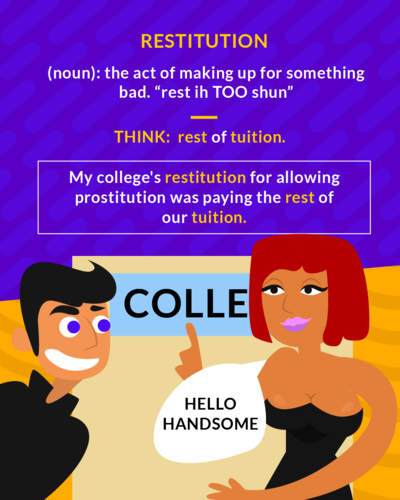 RESTITUTION
(noun): the act of making up for something
bad. “rest ih TOO shun”
THINK: rest of tuition.
My college's restitution for allowing
prostitution was paying the rest of
our tuition.
COLLE
HELLO
HANDSOME